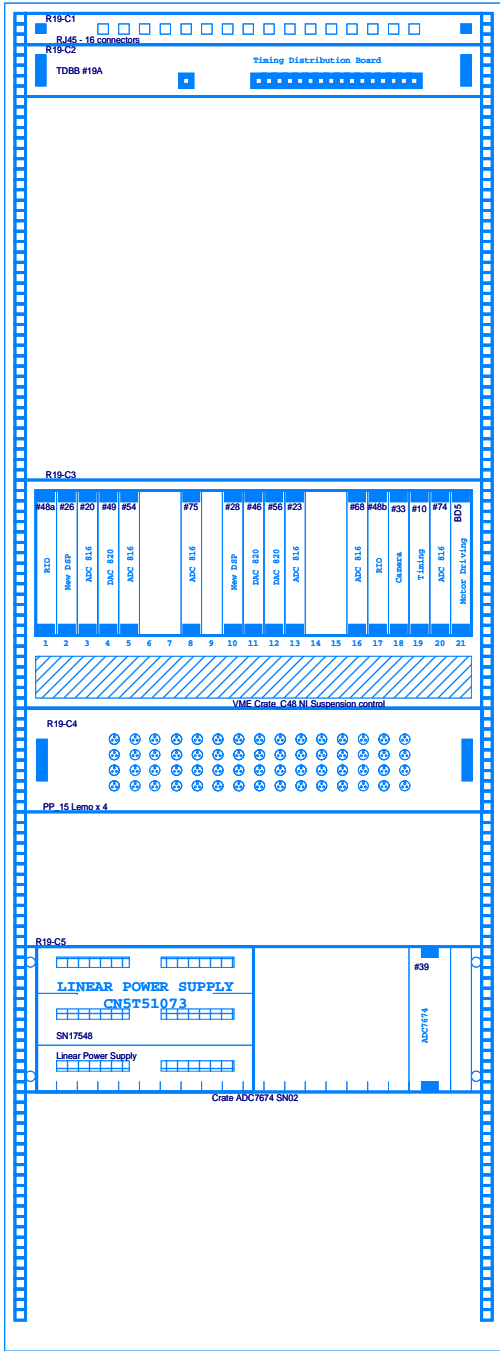 R19-C1
RJ45 - 16 connectors
R19-C2
TDBB #19A
Timing Distribution Board
R19-C3
#48a #26 #20 #49 #54 #75 #28 #46 #56 #23 #68 #48b #33 #10 #74 BD5
RIO
New DSP
ADC 816
DAC 820
ADC 816
ADC 816
New DSP
DAC 820
DAC 820
ADC 816
ADC 816
RIO
Camera
Timing
ADC 816
Motor Driving
1 2 3 4 5 6 7 8 9 10 11 12 13 14 15 16 17 18 19 20 21
VME Crate C48 NI Suspension control
R19-C4
PP 15 Lemo x 4
R19-C5
LINEAR POWER SUPPLY
CN5T51073
SN17548
Linear Power Supply
#39
ADC7674
Crate ADC7674 SN02